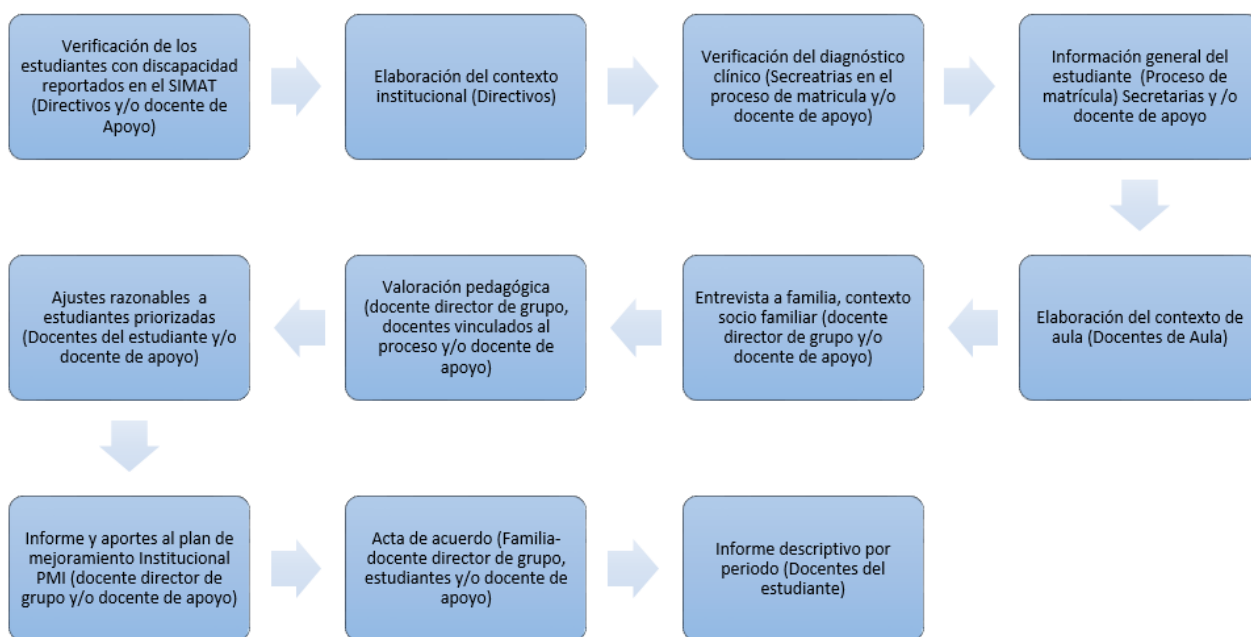 Verificación de los
estudiantes con discapacidad
reportados en el SIMAT
(Directivos y/o docente de
Apoyo)
Elaboración del contexto
institucional (Directivos)
Verificación del diagnóstico
clínico (Secreatrias en el
proceso de matricula y/o
docente de apoyo)
Información general del
estudiante (Proceso de
matrícula) Secretarias y /o
docente de apoyo
Elaboración del contexto de
aula (Docentes de Aula)
Entrevista a familia, contexto
socio familiar (docente
director de grupo y/o
docente de apoyo)
Valoración pedagógica
(docente director de grupo,
docentes vinculados al
proceso y/o docente de
apoyo)
Ajustes razonables a
estudiantes priorizadas
(Docentes del estudiante y/o
docente de apoyo)
Informe y aportes al plan de
mejoramiento Institucional
PMI (docente director de
grupo y/o docente de apoyo)
Acta de acuerdo (Familia-
docente director de grupo,
estudiantes y/o docente de
apoyo)
Informe descriptivo por
periodo (Docentes del
estudiante)